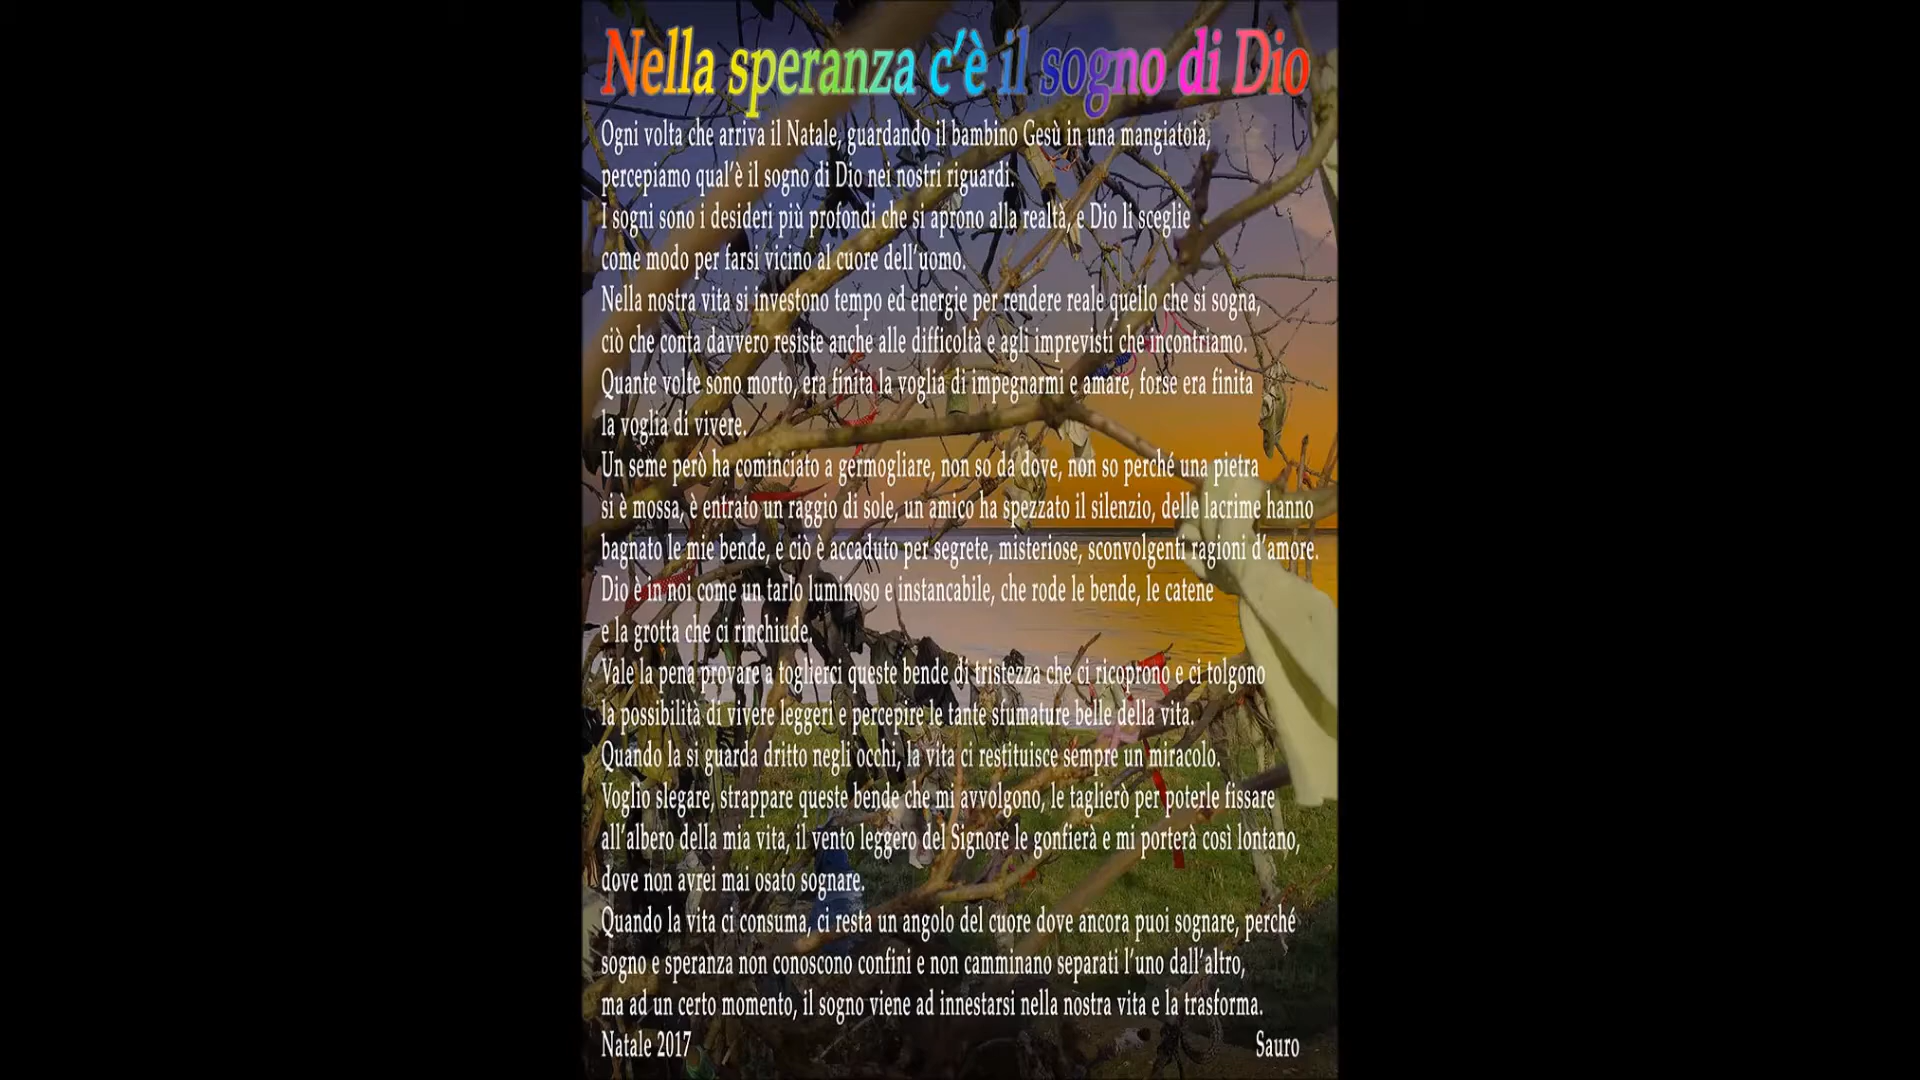 Nella speranza c'è il sogno di Dio
Ogni volta che arriva il Natale, guardando il bambino Gesù in una mangiatoia,
percepiamo qual'è il sogno di Dio nei nostri riguardi.
I sogni sono i desideri più profondi che si aprono alla realtà, e Dio li sceglie
come modo per farsi vicino al cuore dell'uomo.
Nella nostra vita si investono tempo ed energie per rendere reale quello che si sogna,
ciò che conta davvero resiste anche alle difficoltà e agli imprevisti che incontriamo.
Quante volte sono morto, era finita la voglia di impegnarmi e amare, forse era finita
la voglia di vivere.
Un seme però ha cominciato a germogliare, non so da dove, non so perché una pietra
si è mossa, è entrato un raggio di sole, un amico ha spezzato il silenzio, delle lacrime hanno
bagnato le mie bende, e ciò è accaduto per segrete, misteriose, sconvolgenti ragioni d'amore.
Dio è in noi come un tarlo luminoso e instancabile, che rode le bende, le catene
e la grotta che ci rinchiude.
Vale la pena provare a toglierci queste bende di tristezza che ci ricoprono e ci tolgono
la possibilità di vivere leggeri e percepire le tante sfumature belle della vita.
Quando la si guarda dritto negli occhi, la vita ci restituisce sempre un miracolo.
Voglio slegare, strappare queste bende che mi avvolgono, le taglierò per poterle fissare
all'albero della mia vita, il vento leggero del Signore le gonfierà e mi porterà così lontano,
dove non avrei mai osato sognare.
Quando la vita ci consuma, ci resta un angolo del cuore dove ancora puoi sognare, perché
sogno e speranza non conoscono confini e non camminano separati l'uno dall'altro,
ma ad un certo momento, il sogno viene ad innestarsi nella nostra vita e la trasforma.
Natale 2017 Sauro